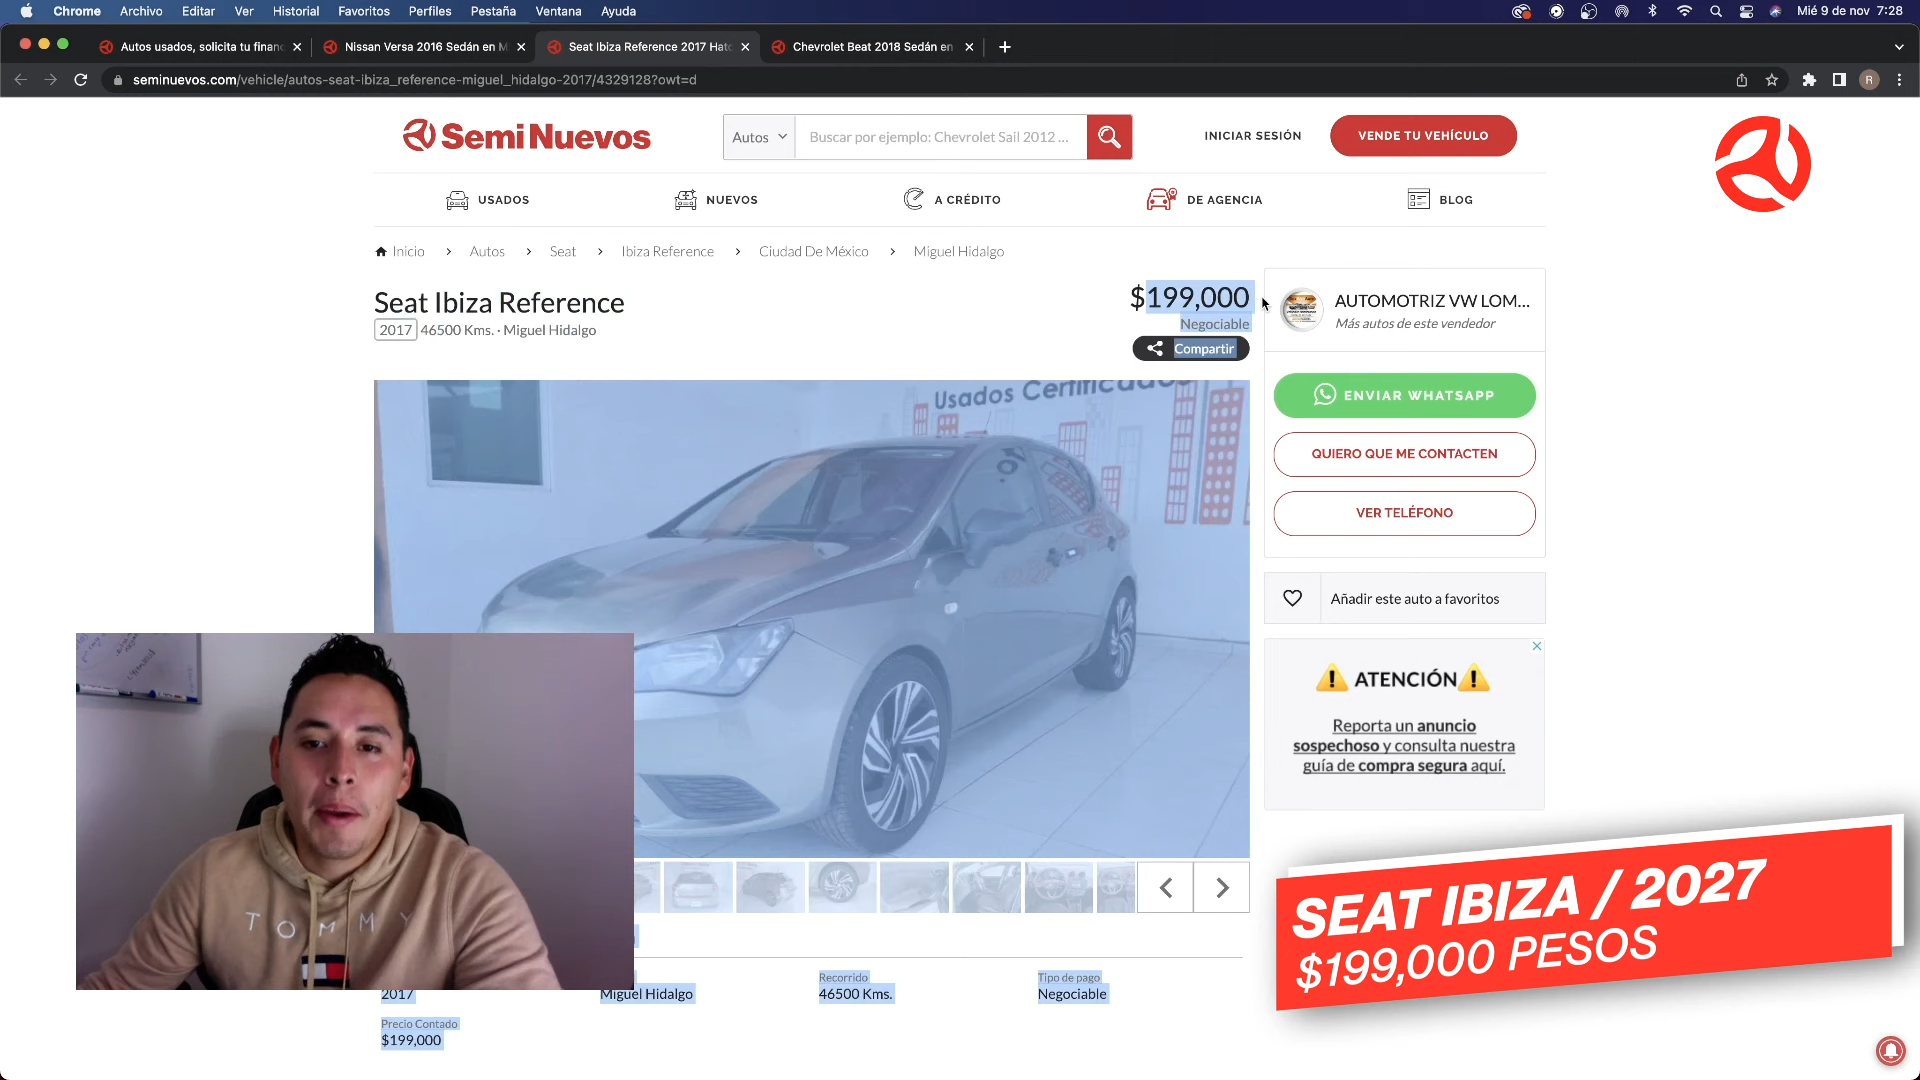 Chrome Archivo Editar Ver Historial Favoritos Perfiles Pestaña Ventana Ayuda Mié 9 de nov 7:28
Autos usados, solicita tu financ Nissan Versa 2016 Sedán en M Seat Ibiza Reference 2017 Hatc Chevrolet Beat 2018 Sedán en
seminuevos.com/vehicle/autos-seat-ibiza_reference-miguel_hidalgo-2017/4329128?owt=d R
SemiNuevos Autos Buscar por ejemplo: Chevrolet Sail 2012 ... INICIAR SESIÓN VENDE TU VEHÍCULO
USADOS NUEVOS A CRÉDITO DE AGENCIA BLOG
Inicio > Autos > Seat > Ibiza Reference > Ciudad De México > Miguel Hidalgo
Seat Ibiza Reference
2017 46500 Kms. · Miguel Hidalgo
$199,000
Negociable
Compartir
AUTOMOTRIZ VW LOM...
Más autos de este vendedor
ENVIAR WHATSAPP
QUIERO QUE ME CONTACTEN
VER TELÉFONO
Añadir este auto a favoritos
Usados Certificados
ATENCIÓN
Reporta un anuncio
sospechoso y consulta nuestra
guía de compra segura aquí.
TOMMY
SEAT IBIZA / 2027
$199,000 PESOS
Recorrido Tipo de pago
2017 Miguel Hidalgo 46500 Kms. Negociable
Precio Contado
$199,000